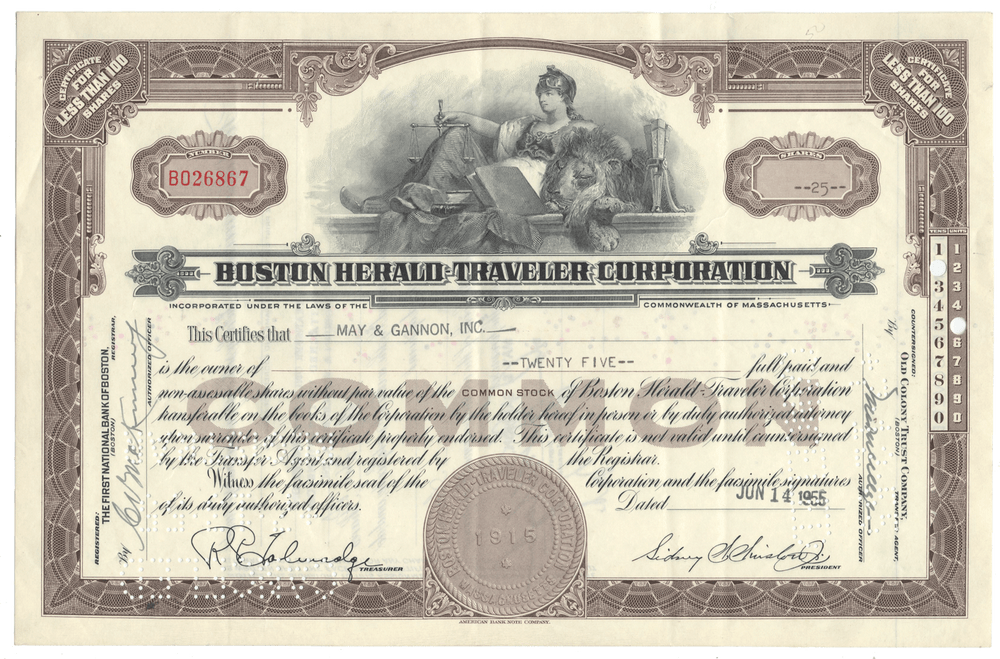 CERTIFICATE
FOR
LESS THAN 100
SHARES
CERTIFICATE
FOR
LESS THAN 100
SHARES
NUMBER
BO26867
SHARES
--25--
BOSTON HERALD-TRAVELER CORPORATION
INCORPORATED UNDER THE LAWS OF THE
COMMONWEALTH OF MASSACHUSETTS
This Certifies that MAY & GANNON, INC.
is the owner of --TWENTY FIVE-- full paid and
non-assessable shares without par value of the COMMON STOCK of Boston Herald-Traveler Corporation
transferable on the books of the Corporation by the holder hereof in person or by duly authorized attorney
upon surrender of this certificate properly endorsed. This certificate is not valid until countersigned
by the Transfer Agent and registered by the Registrar.
Witness the facsimile seal of the Corporation and the facsimile signatures
of its duly authorized officers.
Dated JUN 14 1955
COMMON
BOSTON HERALD-TRAVELER CORPORATION
1915
TREASURER
PRESIDENT
AMERICAN BANK NOTE COMPANY.
REGISTERED:
THE FIRST NATIONAL BANK OF BOSTON,
(BOSTON)
REGISTRAR,
By
AUTHORIZED OFFICER
COUNTERSIGNED:
OLD COLONY TRUST COMPANY,
(BOSTON)
TRANSFER AGENT,
By
AUTHORIZED OFFICER
TENS UNITS
1 1
2
3 3
4 4
5
6 6
7 7
8 8
9 9
0 0